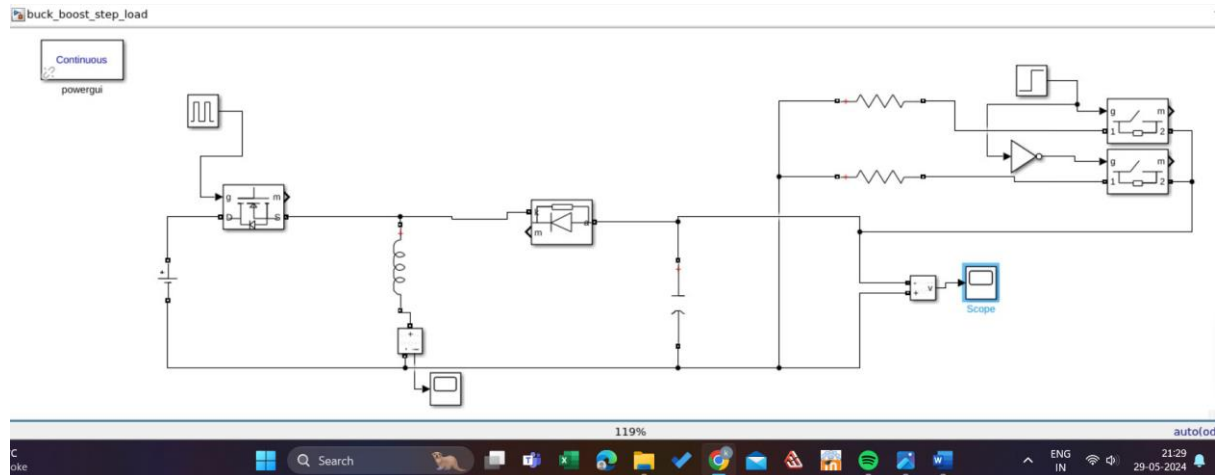 buck_boost_step_load
Continuous
powergui
g
m
1
2
g
m
1
2
g
m
D
S
m
a
+
+
-
+
v
Scope
119%
auto(od
C
oke
Search
ENG
IN
21:29
29-05-2024